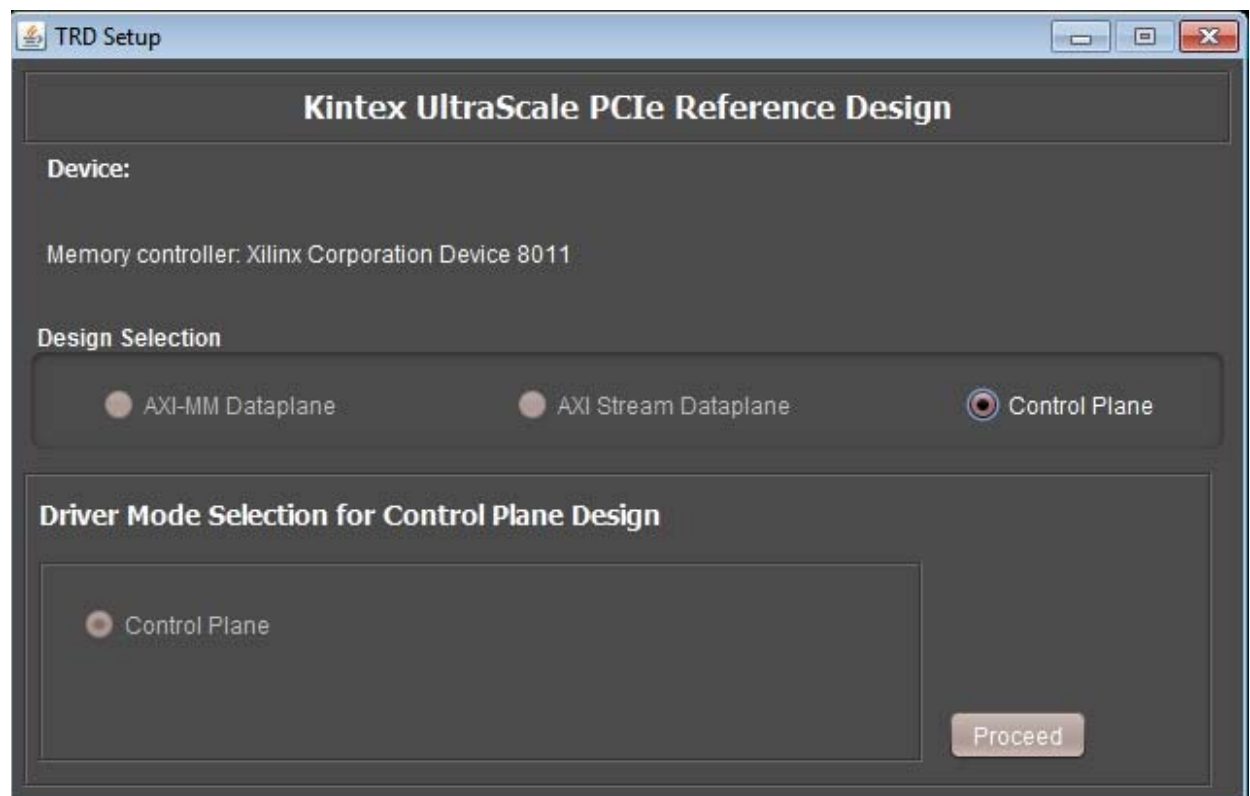 TRD Setup
Kintex UltraScale PCIe Reference Design
Device:
Memory controller: Xilinx Corporation Device 8011
Design Selection
AXI-MM Dataplane AXI Stream Dataplane Control Plane
Driver Mode Selection for Control Plane Design
Control Plane
Proceed